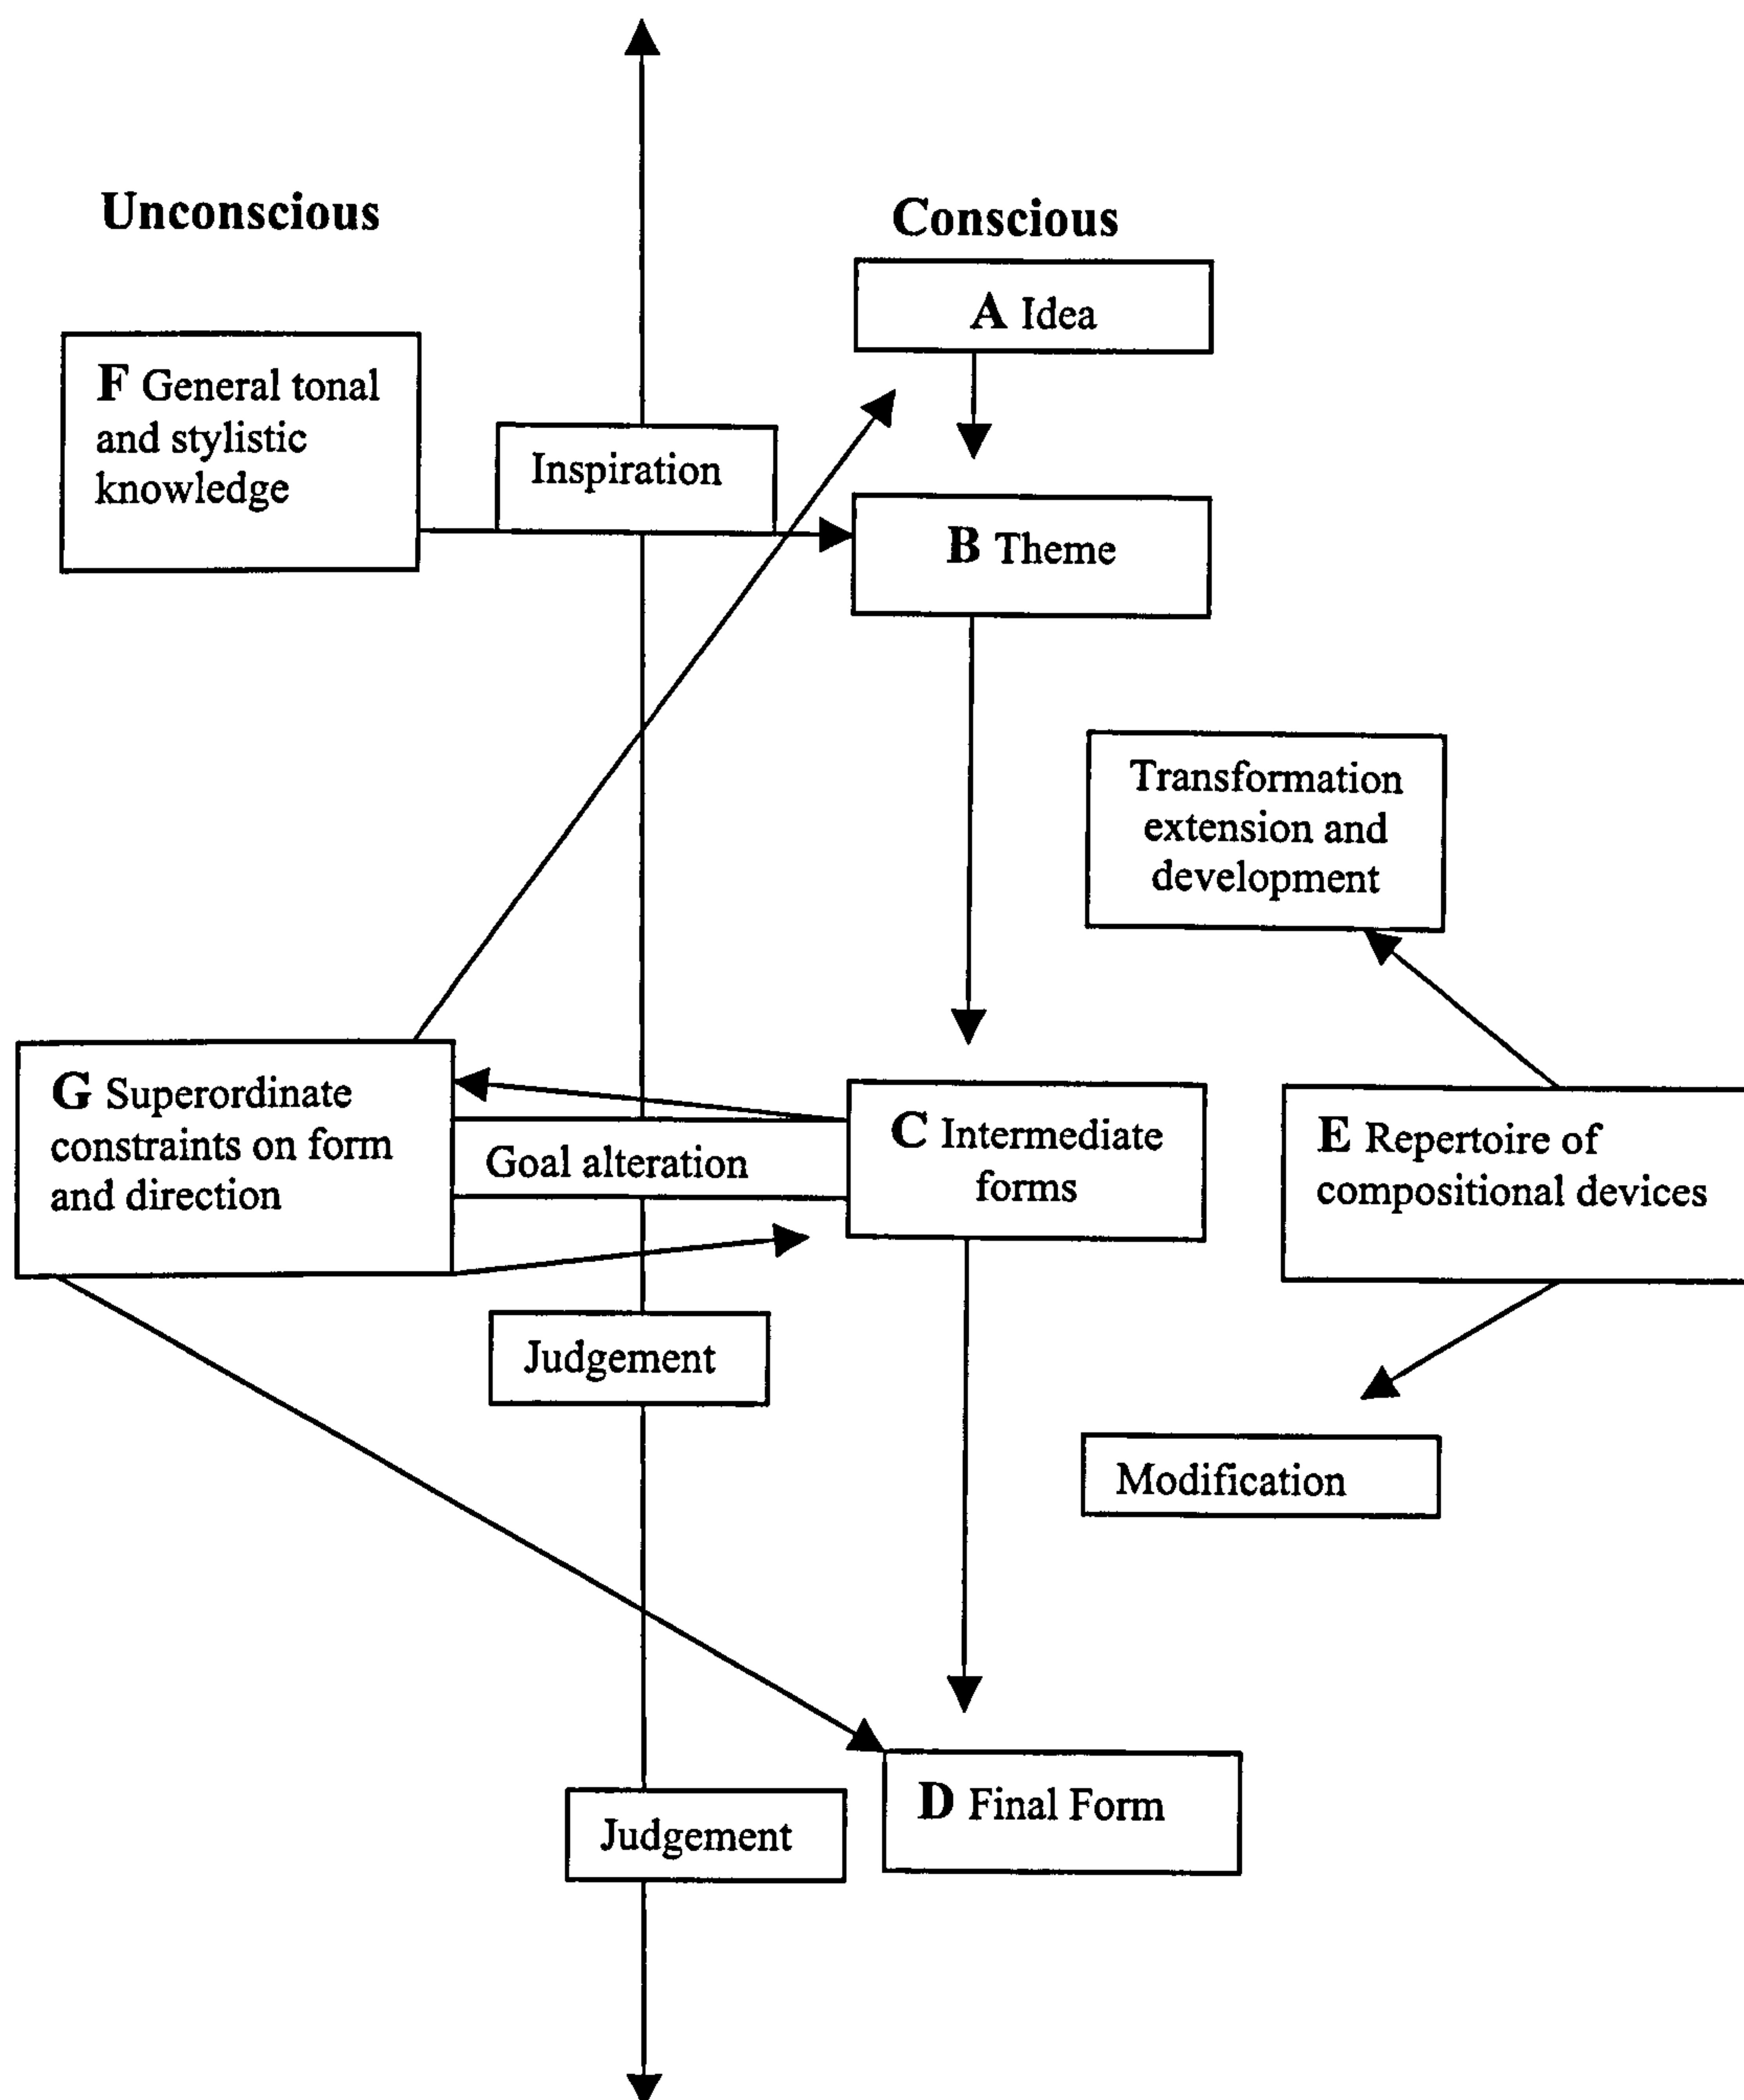 Unconscious
Conscious
A Idea
F General tonal
and stylistic
knowledge
Inspiration
B Theme
Transformation
extension and
development
G Superordinate
constraints on form
and direction
Goal alteration
C Intermediate
forms
E Repertoire of
compositional devices
Judgement
Modification
D Final Form
Judgement